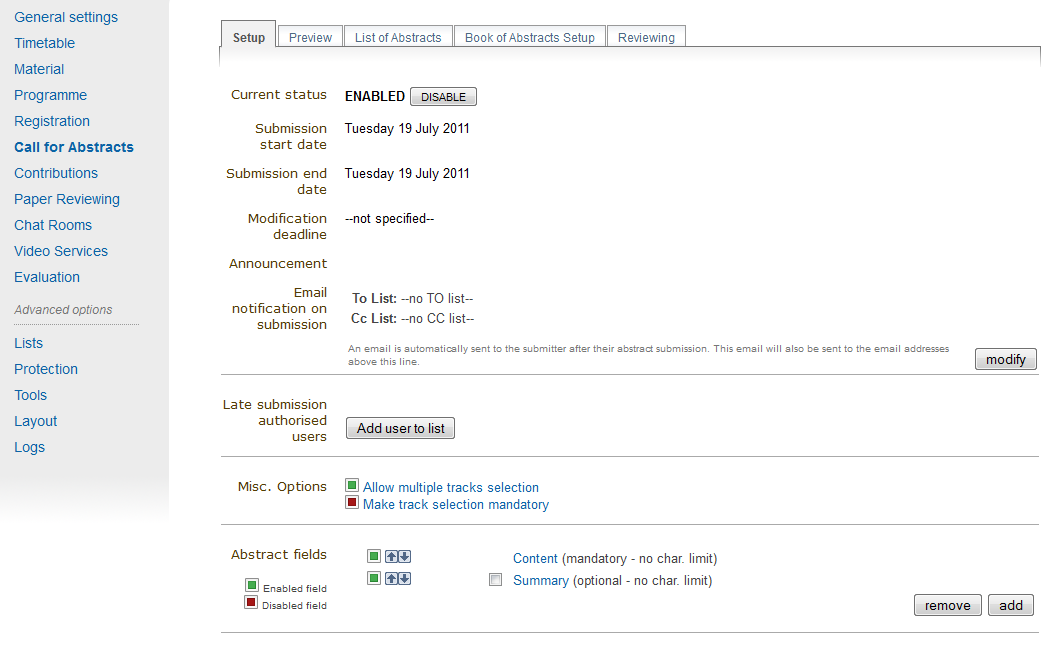 General settings
Timetable
Material
Programme
Registration
Call for Abstracts
Contributions
Paper Reviewing
Chat Rooms
Video Services
Evaluation
Advanced options
Lists
Protection
Tools
Layout
Logs
Setup Preview List of Abstracts Book of Abstracts Setup Reviewing
Current status ENABLED DISABLE
Submission Tuesday 19 July 2011
start date
Submission end Tuesday 19 July 2011
date
Modification --not specified--
deadline
Announcement
Email
notification on
submission
To List: --no TO list--
Cc List: --no CC list--
An email is automatically sent to the submitter after their abstract submission. This email will also be sent to the email addresses
above this line.
modify
Late submission
authorised
users
Add user to list
Misc. Options
Allow multiple tracks selection
Make track selection mandatory
Abstract fields
Enabled field
Disabled field
Content (mandatory - no char. limit)
Summary (optional - no char. limit)
remove add